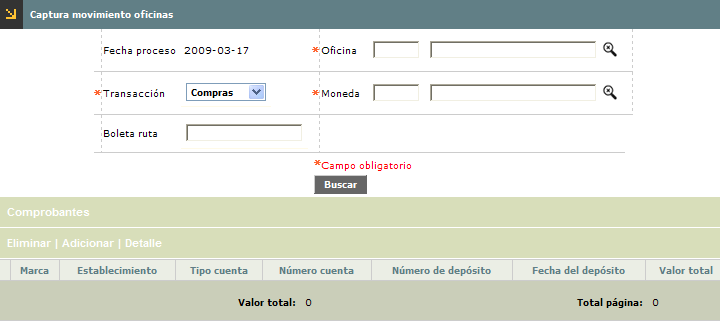 Captura movimiento oficinas
Fecha proceso 2009-03-17 *Oficina
*Transacción Compras *Moneda
Boleta ruta
*Campo obligatorio
Buscar
Comprobantes
Eliminar | Adicionar | Detalle
Marca Establecimiento Tipo cuenta Número cuenta Número de depósito Fecha del depósito Valor total
Valor total: 0 Total página: 0